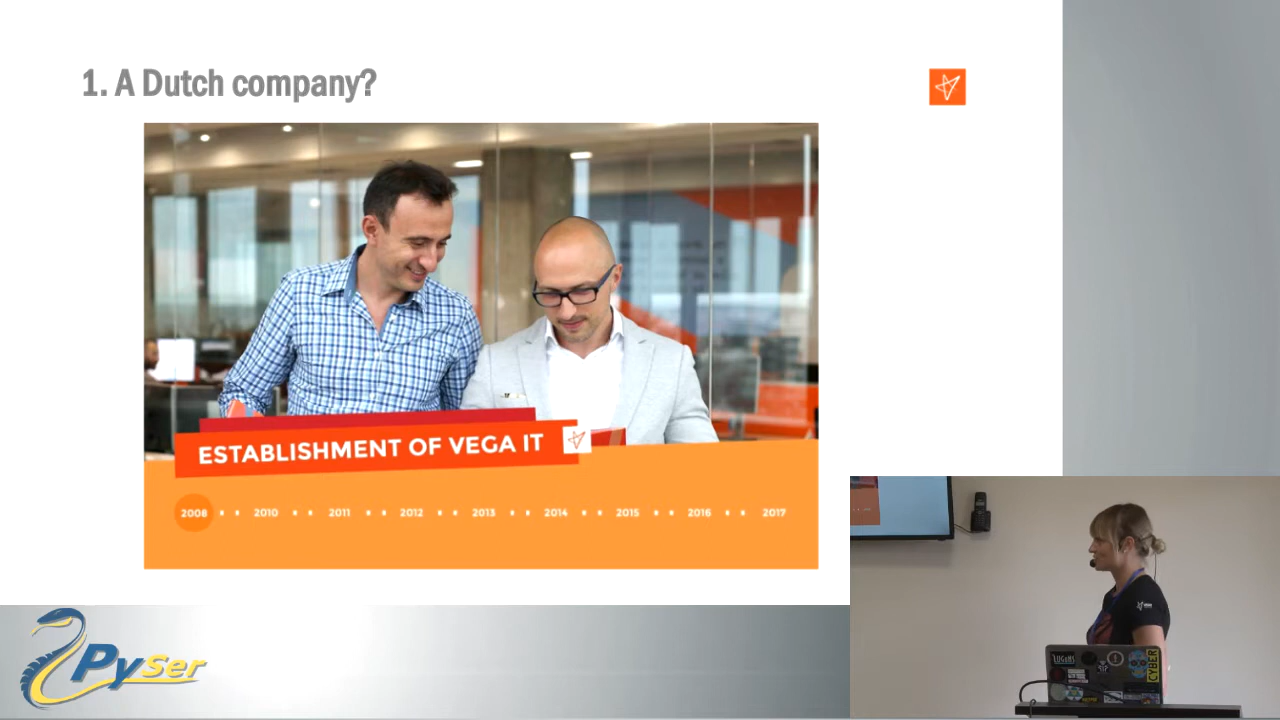 1. A Dutch company?
ESTABLISHMENT OF VEGA IT
2008 2010 2011 2012 2013 2014 2015 2016 2017
PySer
CYBER